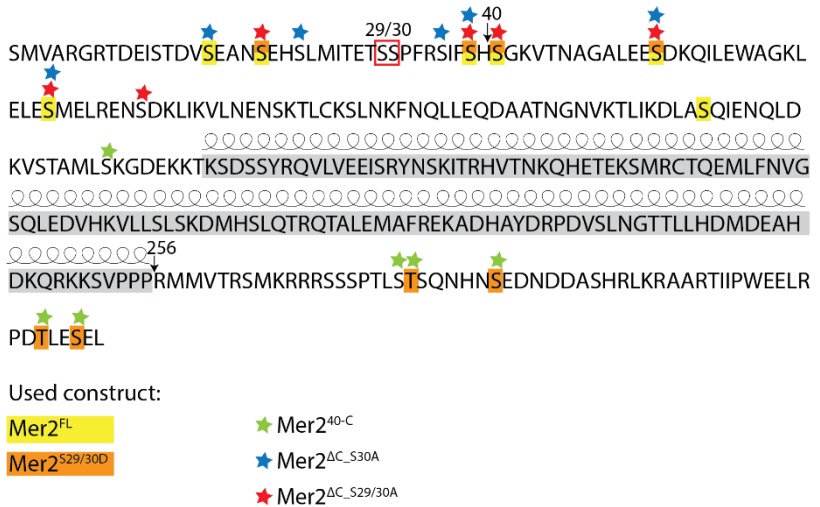 29/30
40
SMVARGRTDEISTDVSEANSEHSLMITETSSPFRSIFSHSGKVTNAGALEESDKQILEWAGKL
ELESMELRENSDKLIKVLNENSKTLCKSLNKFNQLLEQDAATNGNVKTLIKDLASQIENQLD
KVSTAMLSKGDEKKTKSDSSYRQVLVEEISRYNSKITRHVTNKQHETEKSMRCTQEMLFNVG
SQLEDVHKVLLSLSKDMHSLQTRQTALEMAFREKADHAYDRPDVSLNGTTLLHDMDEAH
256
DKQRKKSVPPPRMMVTRSMKRRRSSSPTLSTSQNHNSEDNDDASHRLKRAARTIIPWEELR
PDTLESEL
Used construct:
Mer2FL
Mer2S29/30D
Mer240-C
Mer2ΔC_S30A
Mer2ΔC_S29/30A